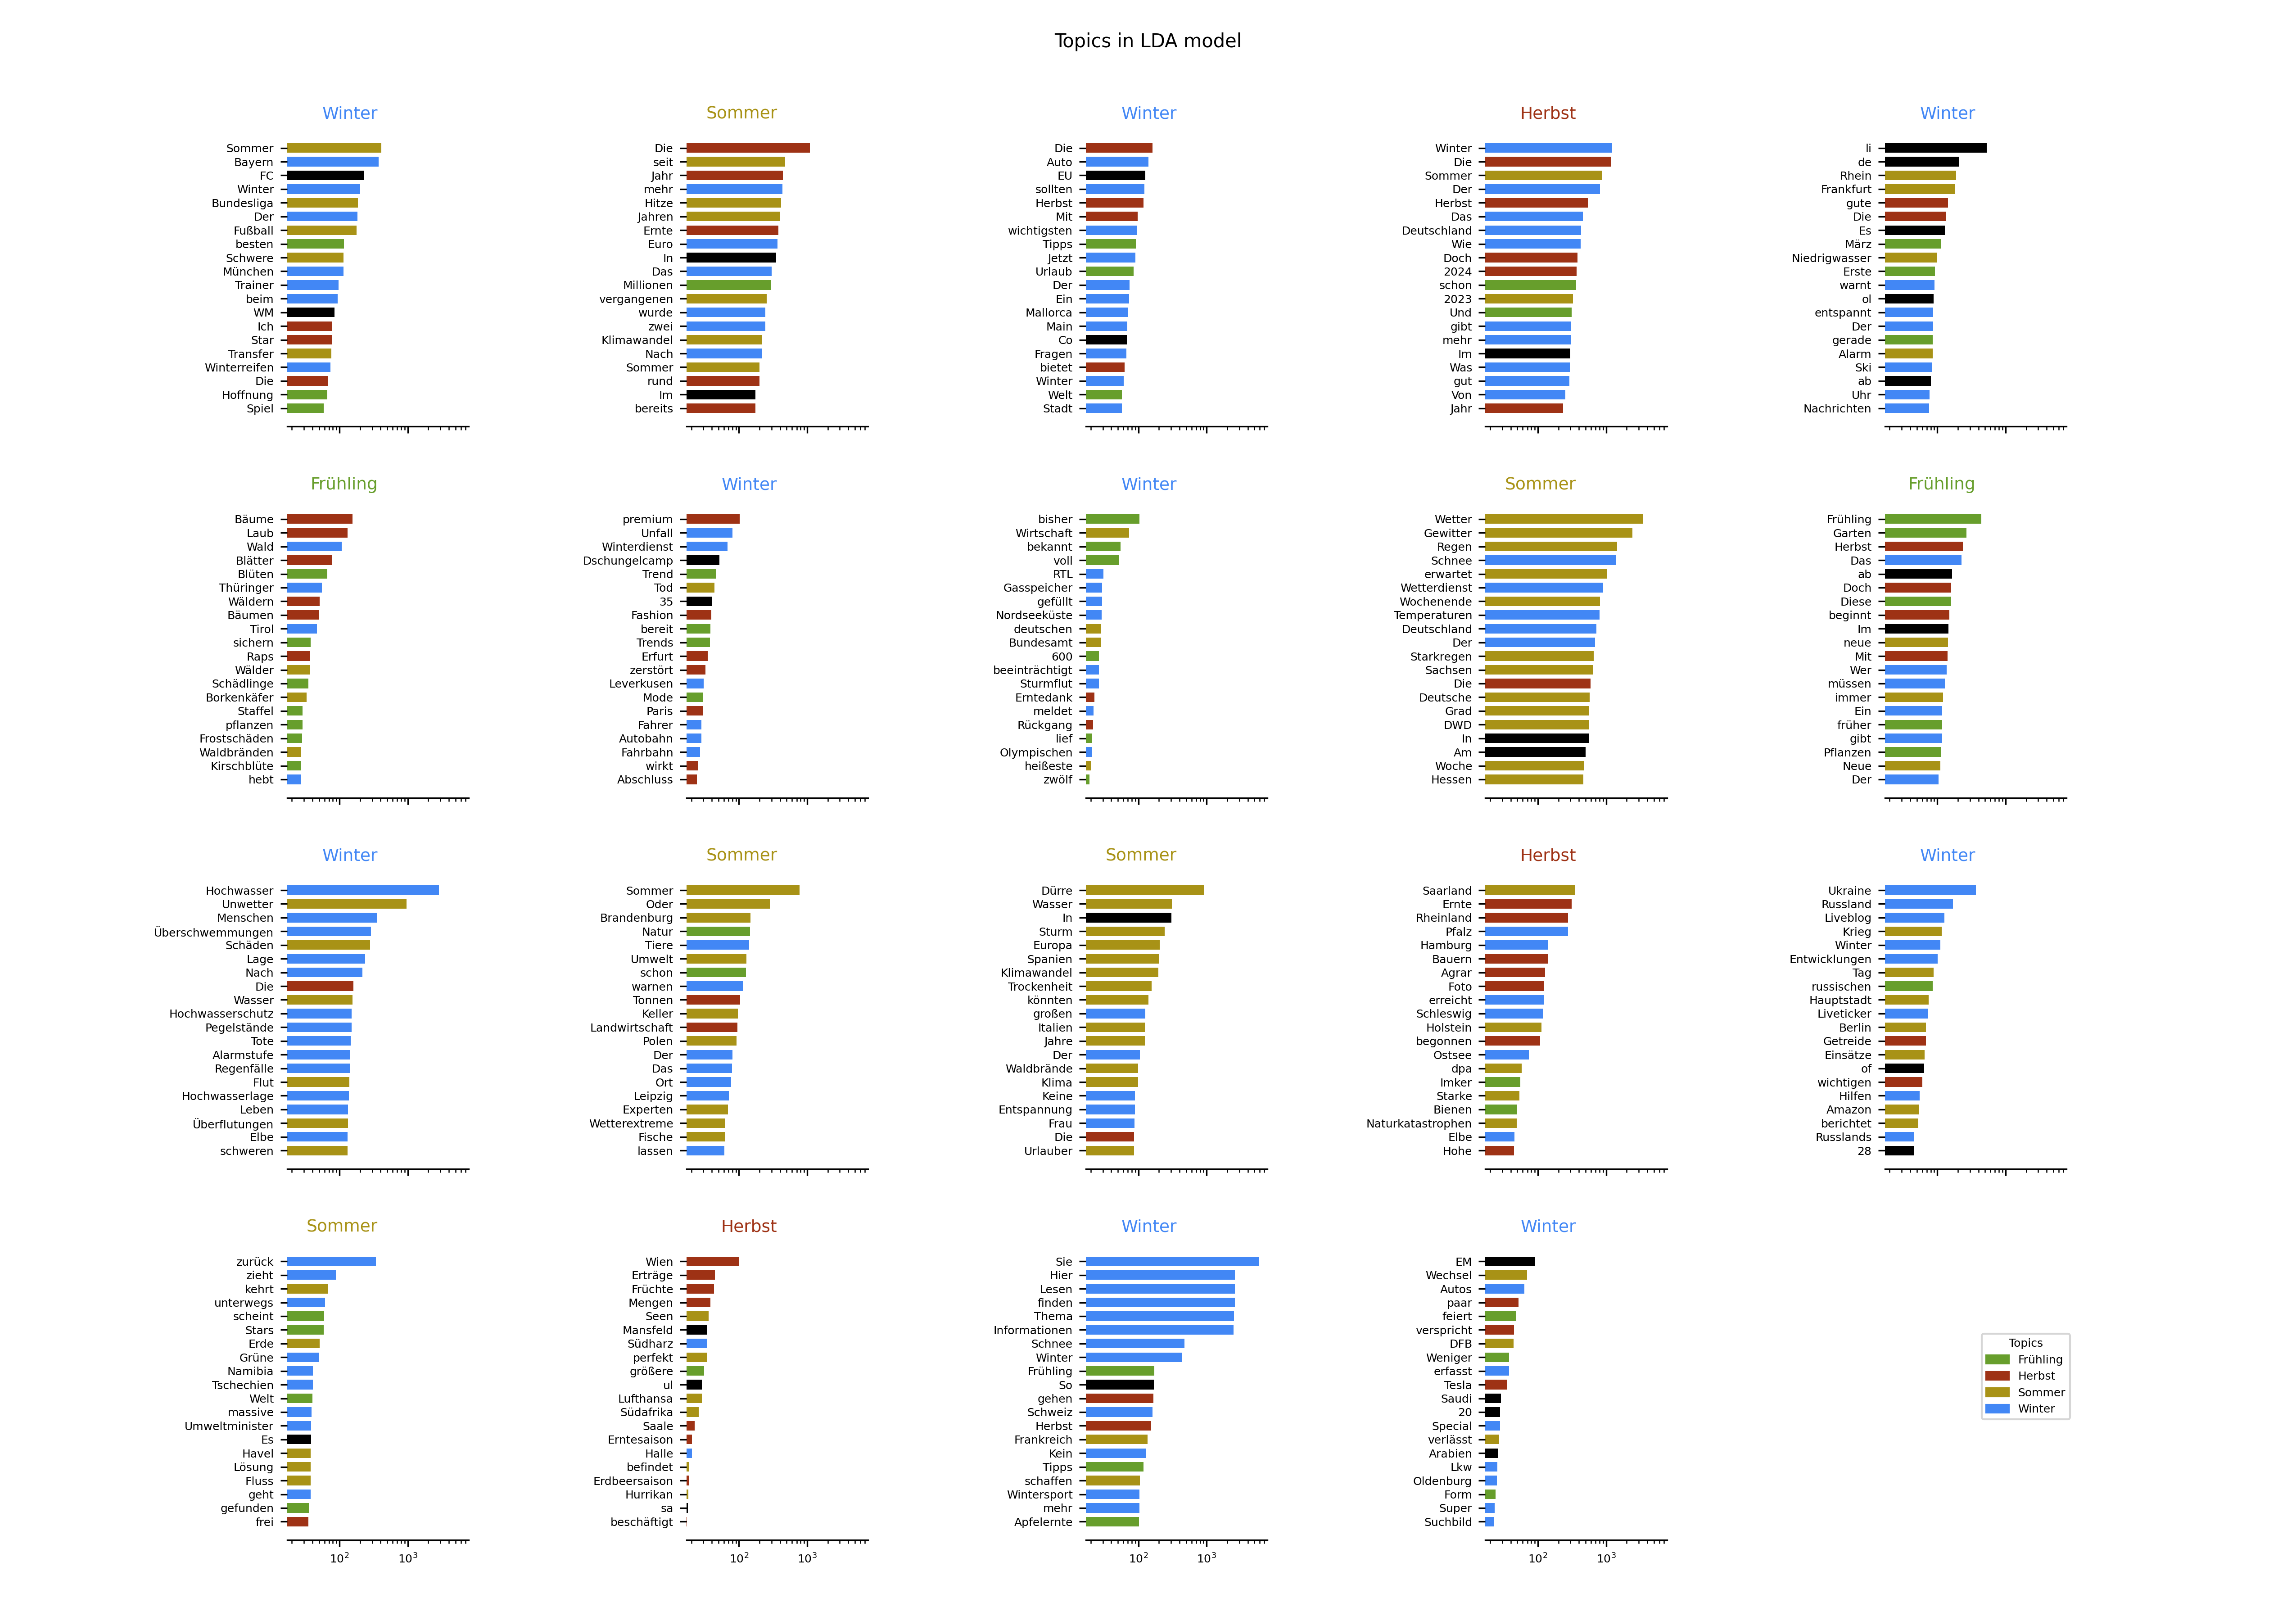 Topics in LDA model
Winter
Sommer
Bayern
FC
Winter
Bundesliga
Der
Fußball
besten
Schwere
München
Trainer
beim
WM
Ich
Star
Transfer
Winterreifen
Die
Hoffnung
Spiel
Sommer
Die
seit
Jahr
mehr
Hitze
Jahren
Ernte
Euro
In
Das
Millionen
vergangenen
wurde
zwei
Klimawandel
Nach
Sommer
rund
Im
bereits
Winter
Die
Auto
EU
sollten
Herbst
Mit
wichtigsten
Tipps
Jetzt
Urlaub
Der
Ein
Mallorca
Main
Co
Fragen
bietet
Winter
Welt
Stadt
Herbst
Winter
Die
Sommer
Der
Herbst
Das
Deutschland
Wie
Doch
2024
schon
2023
Und
gibt
mehr
Im
Was
gut
Von
Jahr
Winter
li
de
Rhein
Frankfurt
gute
Die
Es
März
Niedrigwasser
Erste
warnt
ol
entspannt
Der
gerade
Alarm
Ski
ab
Uhr
Nachrichten
Frühling
Bäume
Laub
Wald
Blätter
Blüten
Thüringer
Wäldern
Bäumen
Tirol
sichern
Raps
Wälder
Schädlinge
Borkenkäfer
Staffel
pflanzen
Frostschäden
Waldbränden
Kirschblüte
hebt
Winter
premium
Unfall
Winterdienst
Dschungelcamp
Trend
Tod
35
Fashion
bereit
Trends
Erfurt
zerstört
Leverkusen
Mode
Paris
Fahrer
Autobahn
Fahrbahn
wirkt
Abschluss
Winter
bisher
Wirtschaft
bekannt
voll
RTL
Gasspeicher
gefüllt
Nordseeküste
deutschen
Bundesamt
600
beeinträchtigt
Sturmflut
Erntedank
meldet
Rückgang
lief
Olympischen
heißeste
zwölf
Sommer
Wetter
Gewitter
Regen
Schnee
erwartet
Wetterdienst
Wochenende
Temperaturen
Deutschland
Der
Starkregen
Sachsen
Die
Deutsche
Grad
DWD
In
Am
Woche
Hessen
Frühling
Frühling
Garten
Herbst
Das
ab
Doch
Diese
beginnt
Im
neue
Mit
Wer
müssen
immer
Ein
früher
gibt
Pflanzen
Neue
Der
Winter
Hochwasser
Unwetter
Menschen
Überschwemmungen
Schäden
Lage
Nach
Die
Wasser
Hochwasserschutz
Pegelstände
Tote
Alarmstufe
Regenfälle
Flut
Hochwasserlage
Leben
Überflutungen
Elbe
schweren
Sommer
Sommer
Oder
Brandenburg
Natur
Tiere
Umwelt
schon
warnen
Tonnen
Keller
Landwirtschaft
Polen
Der
Das
Ort
Leipzig
Experten
Wetterextreme
Fische
lassen
Sommer
Dürre
Wasser
In
Sturm
Europa
Spanien
Klimawandel
Trockenheit
könnten
großen
Italien
Jahre
Der
Waldbrände
Klima
Keine
Entspannung
Frau
Die
Urlauber
Herbst
Saarland
Ernte
Rheinland
Pfalz
Hamburg
Bauern
Agrar
Foto
erreicht
Schleswig
Holstein
begonnen
Ostsee
dpa
Imker
Starke
Bienen
Naturkatastrophen
Elbe
Hohe
Winter
Ukraine
Russland
Liveblog
Krieg
Winter
Entwicklungen
Tag
russischen
Hauptstadt
Liveticker
Berlin
Getreide
Einsätze
of
wichtigen
Hilfen
Amazon
berichtet
Russlands
28
Sommer
zurück
zieht
kehrt
unterwegs
scheint
Stars
Erde
Grüne
Namibia
Tschechien
Welt
massive
Umweltminister
Es
Havel
Lösung
Fluss
geht
gefunden
frei
10² 10³
Herbst
Wien
Erträge
Früchte
Mengen
Seen
Mansfeld
Südharz
perfekt
größere
ul
Lufthansa
Südafrika
Saale
Erntesaison
Halle
befindet
Erdbeersaison
Hurrikan
sa
beschäftigt
10² 10³
Winter
Sie
Hier
Lesen
finden
Thema
Informationen
Schnee
Winter
Frühling
So
gehen
Schweiz
Herbst
Frankreich
Kein
Tipps
schaffen
Wintersport
mehr
Apfelernte
10² 10³
Winter
EM
Wechsel
Autos
paar
feiert
verspricht
DFB
Weniger
erfasst
Tesla
Saudi
20
Special
verlässt
Arabien
Lkw
Oldenburg
Form
Super
Suchbild
10² 10³
Topics
Frühling
Herbst
Sommer
Winter